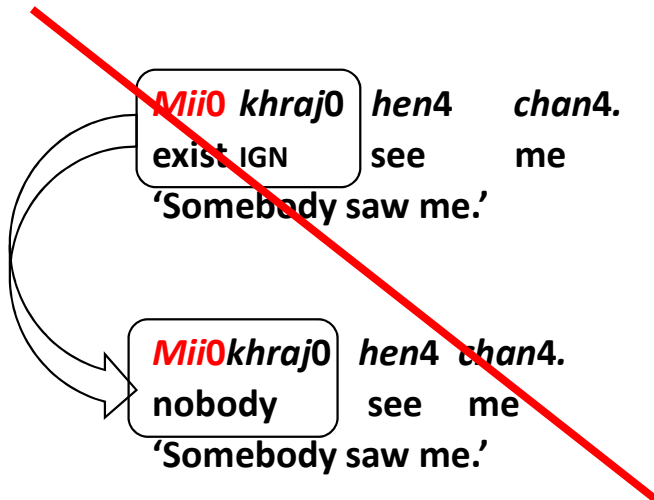 Mii0 khraj0 hen4 chan4.
exist IGN see me
‘Somebody saw me.’
Mii0khraj0 hen4 chan4.
nobody see me
‘Somebody saw me.’